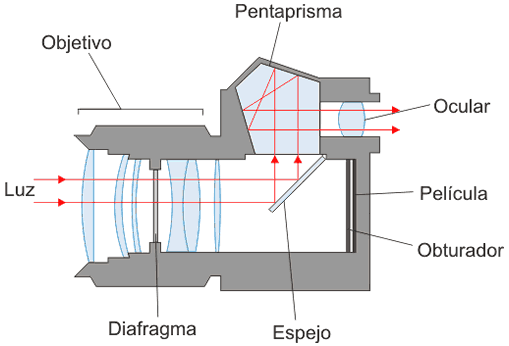 Pentaprisma
Objetivo
Ocular
Luz
Película
Obturador
Diafragma
Espejo